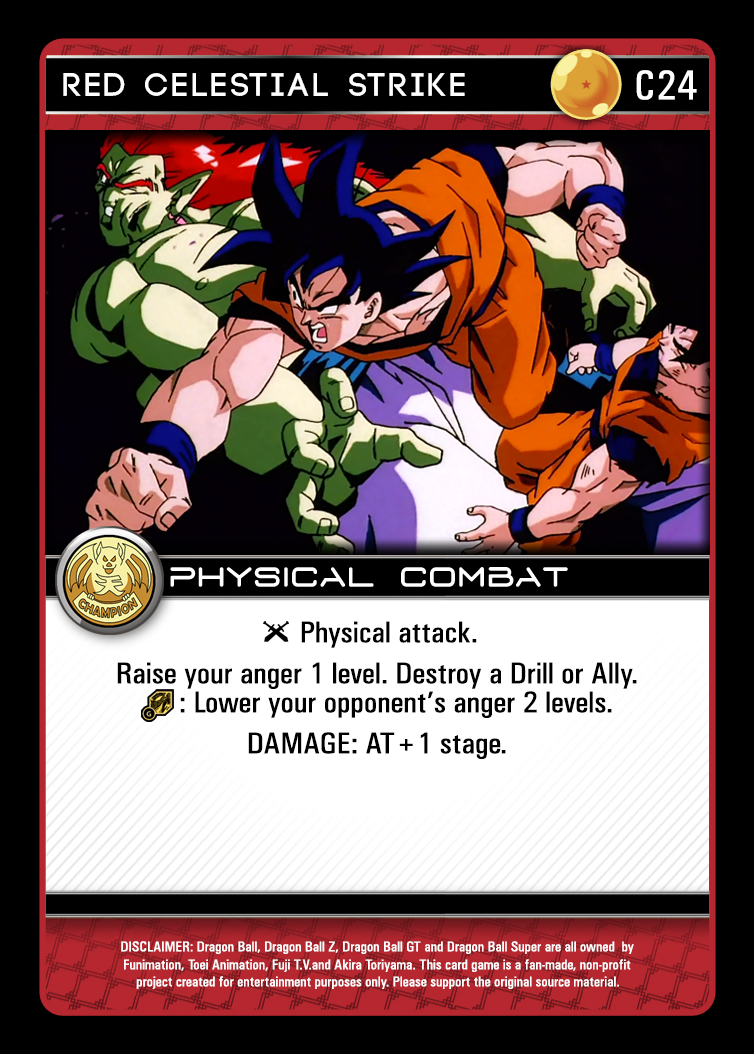 RED CELESTIAL STRIKE C24
CHAMPION
PHYSICAL COMBAT
Physical attack.
Raise your anger 1 level. Destroy a Drill or Ally.
G : Lower your opponent's anger 2 levels.
DAMAGE: AT + 1 stage.
DISCLAIMER: Dragon Ball, Dragon Ball Z, Dragon Ball GT and Dragon Ball Super are all owned by
Funimation, Toei Animation, Fuji T.V.and Akira Toriyama. This card game is a fan-made, non-profit
project created for entertainment purposes only. Please support the original source material.